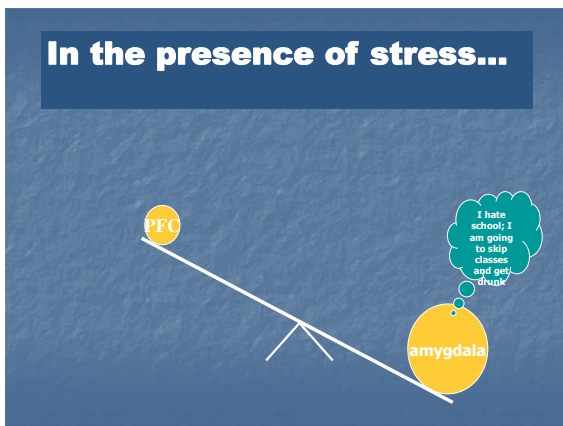 In the presence of stress...
PFC
I hate
school; I
am going
to skip
classes
and get
drunk
amygdala